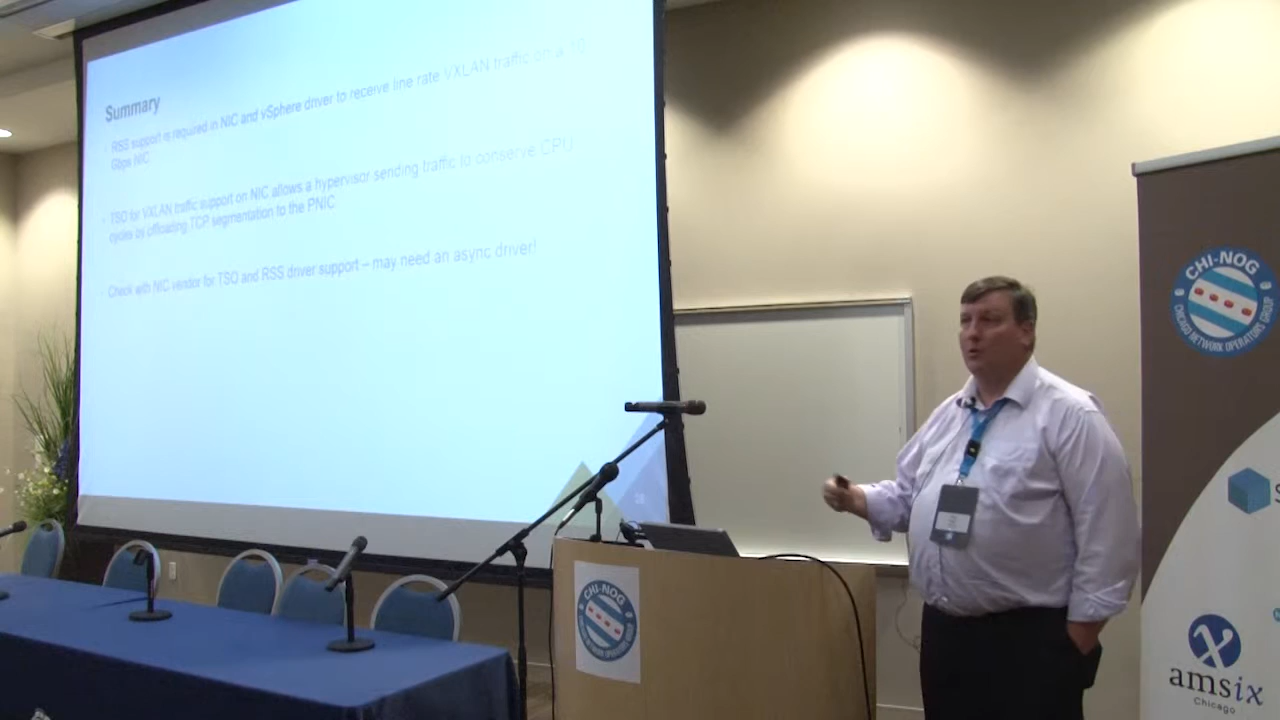 Summary
RSS support is required in NIC and vSphere driver to receive line rate VXLAN traffic on a 10
Gbps NIC
TSO for VXLAN traffic support on NIC allows a hypervisor sending traffic to conserve CPU
cycles by offloading TCP segmentation to the PNIC
Check with NIC vendor for TSO and RSS driver support – may need an async driver!
CHI-NOG
CHICAGO NETWORK OPERATORS GROUP
CHI-NOG
amsix
Chicago